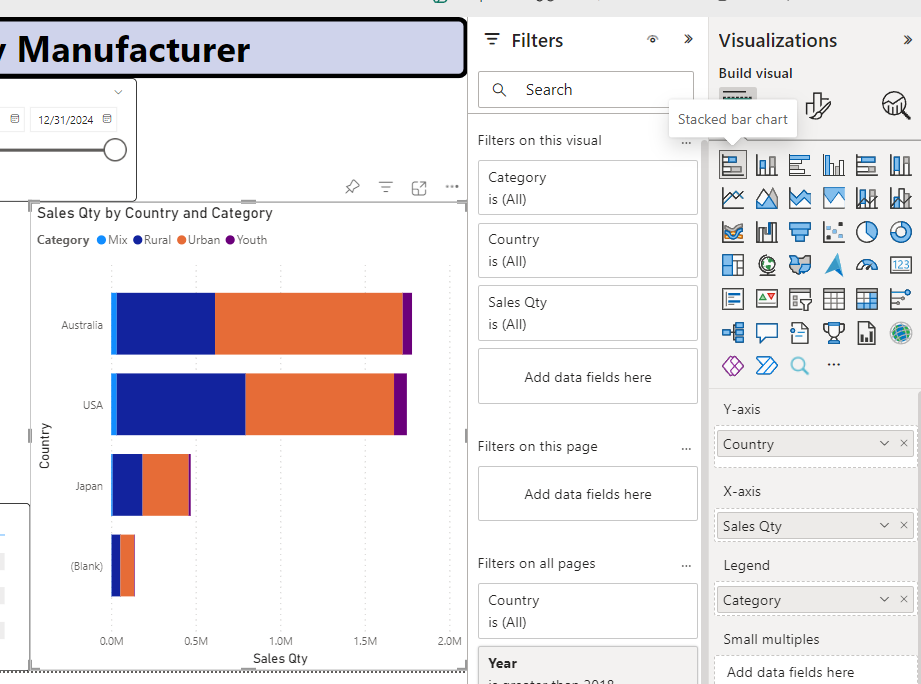 y Manufacturer
12/31/2024
Sales Qty by Country and Category
Category Mix Rural Urban Youth
Australia
USA
Japan
(Blank)
Country
0.0M 0.5M 1.0M 1.5M 2.0M
Sales Qty
Filters
Search
Filters on this visual ...
Category
is (All)
Country
is (All)
Sales Qty
is (All)
Add data fields here
Filters on this page ...
Add data fields here
Filters on all pages ...
Country
is (All)
Year
is greater than 2018
Visualizations
Build visual
Stacked bar chart
123
Y-axis
Country
X-axis
Sales Qty
Legend
Category
Small multiples
Add data fields here